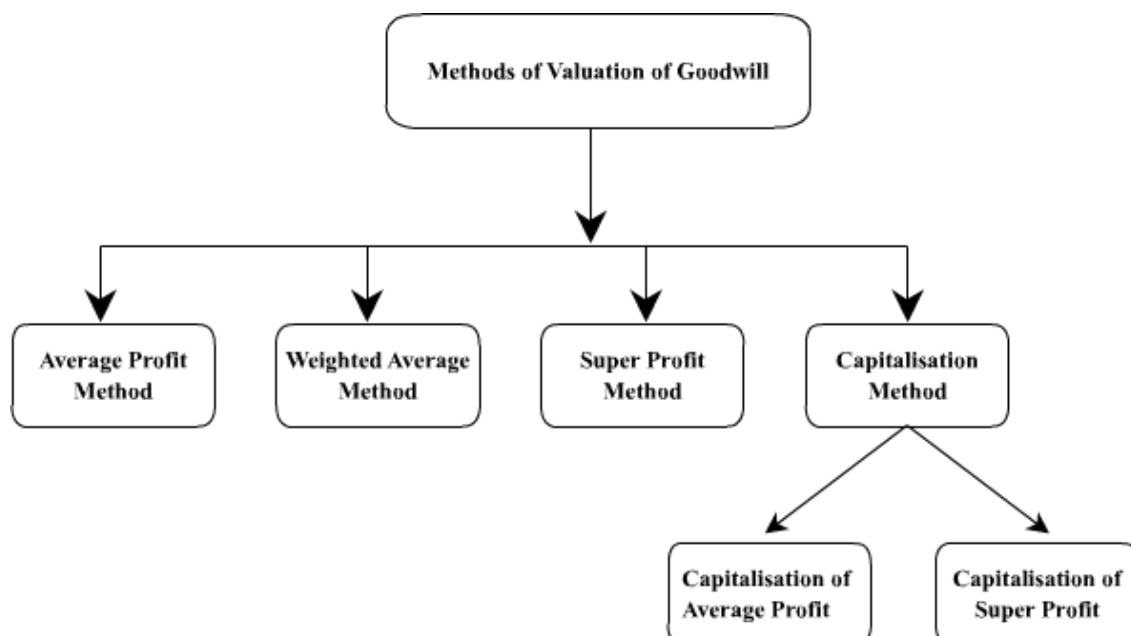 Methods of Valuation of Goodwill
Average Profit
Method
Weighted Average
Method
Super Profit
Method
Capitalisation
Method
Capitalisation of
Average Profit
Capitalisation of
Super Profit